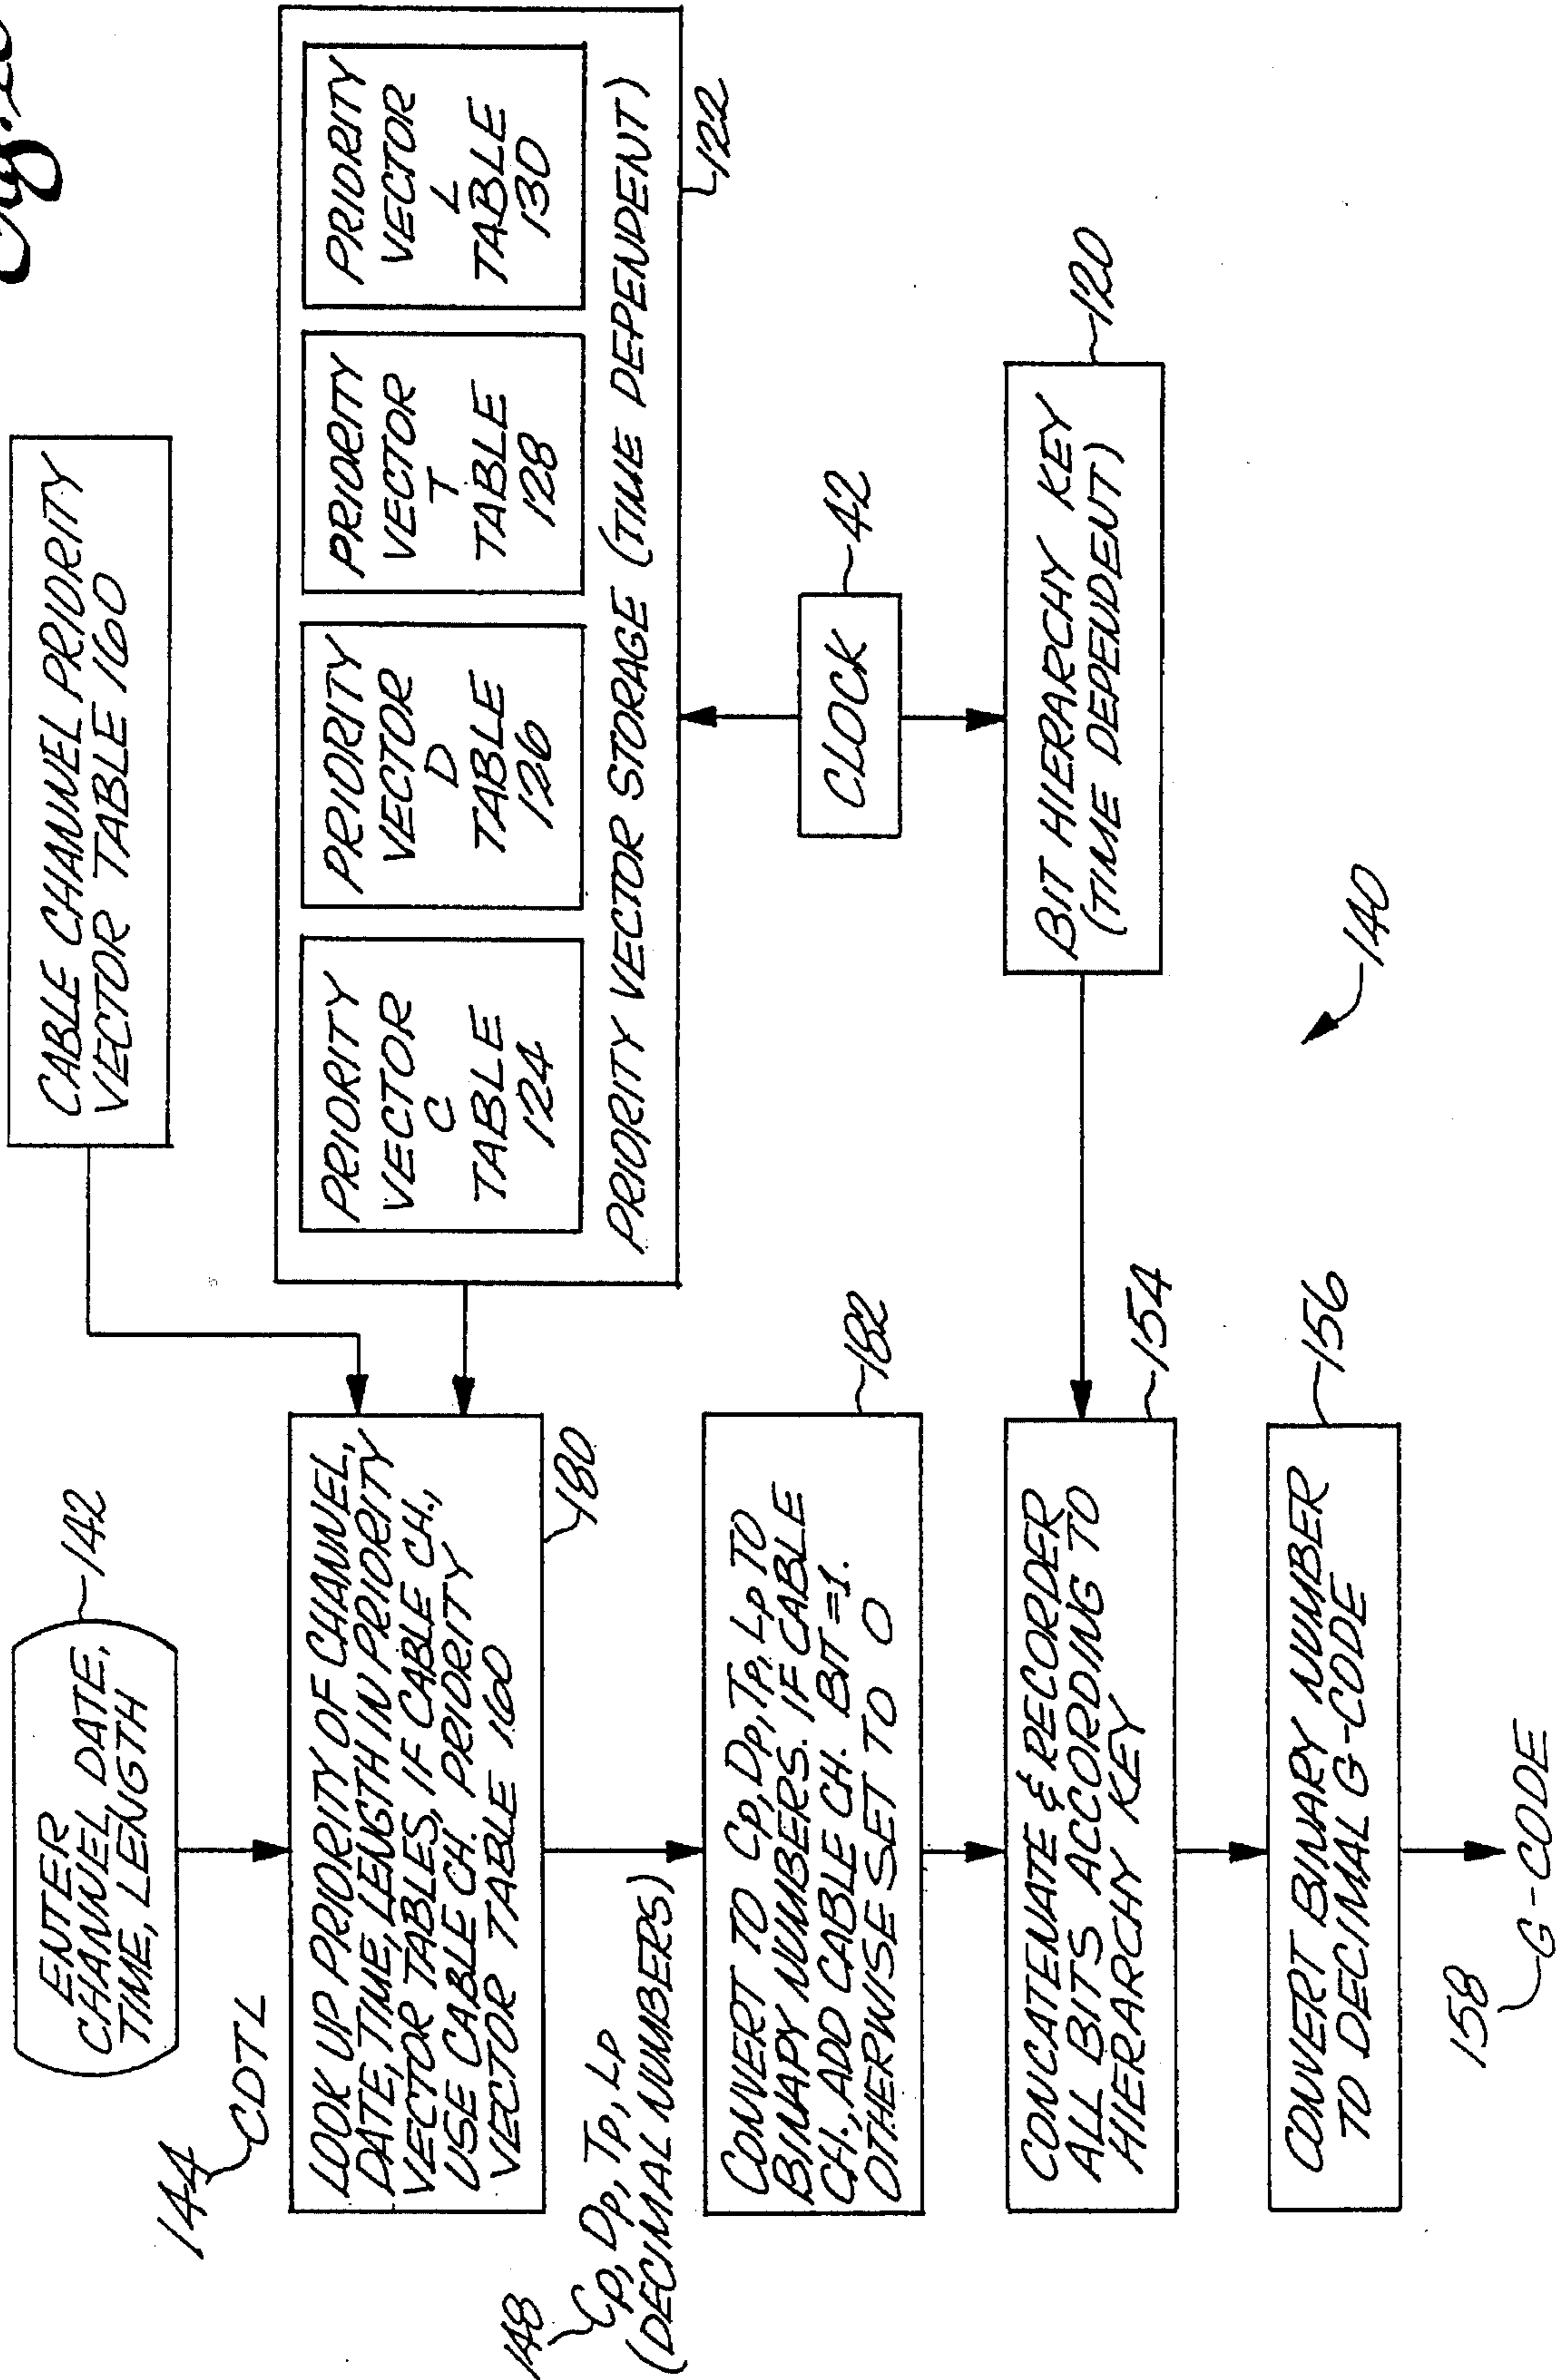 CABLE CHANNEL PRIORITY
VECTOR TABLE 160
ENTER
CHANNEL, DATE,
TIME, LENGTH
142
144
CDTL
LOOK UP PRIORITY OF CHANNEL,
DATE, TIME, LENGTH IN PRIORITY
VECTOR TABLES, IF CABLE CH.,
USE CABLE CH. PRIORITY
VECTOR TABLE 160
180
PRIORITY
VECTOR
C
TABLE
124
PRIORITY
VECTOR
D
TABLE
126
PRIORITY
VECTOR
T
TABLE
128
PRIORITY
VECTOR
L
TABLE
130
PRIORITY VECTOR STORAGE (TIME DEPENDENT)
122
148
Cp, Dp, Tp, Lp
(DECIMAL NUMBERS)
CONVERT TO Cp, Dp, Tp, Lp TO
BINARY NUMBERS. IF CABLE
CH., ADD CABLE CH. BIT = 1.
OTHERWISE SET TO 0
182
CLOCK
42
CONCATENATE & RECORDER
ALL BITS ACCORDING TO
HIERARCHY KEY
154
BIT HIERARCHY KEY
(TIME DEPENDENT)
120
CONVERT BINARY NUMBER
TO DECIMAL G-CODE
156
140
158
G-CODE